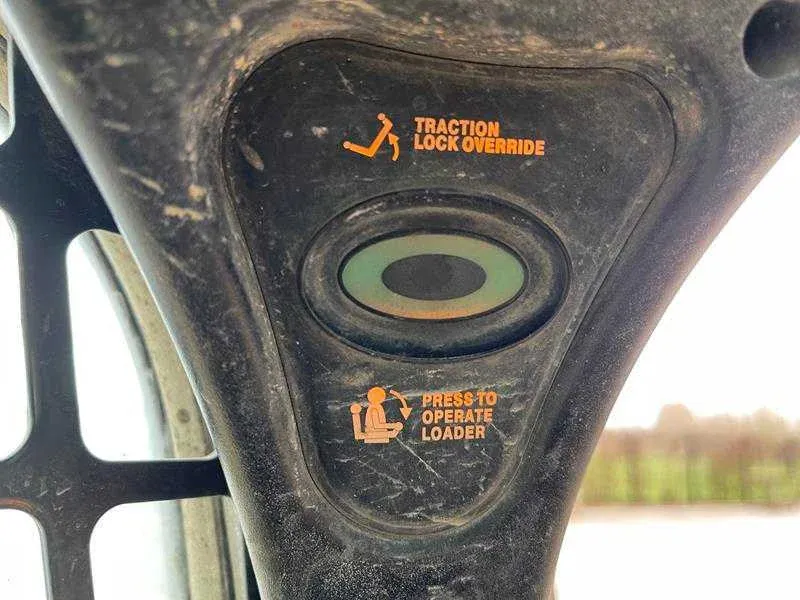 TRACTION
LOCK OVERRIDE
PRESS TO
OPERATE
LOADER